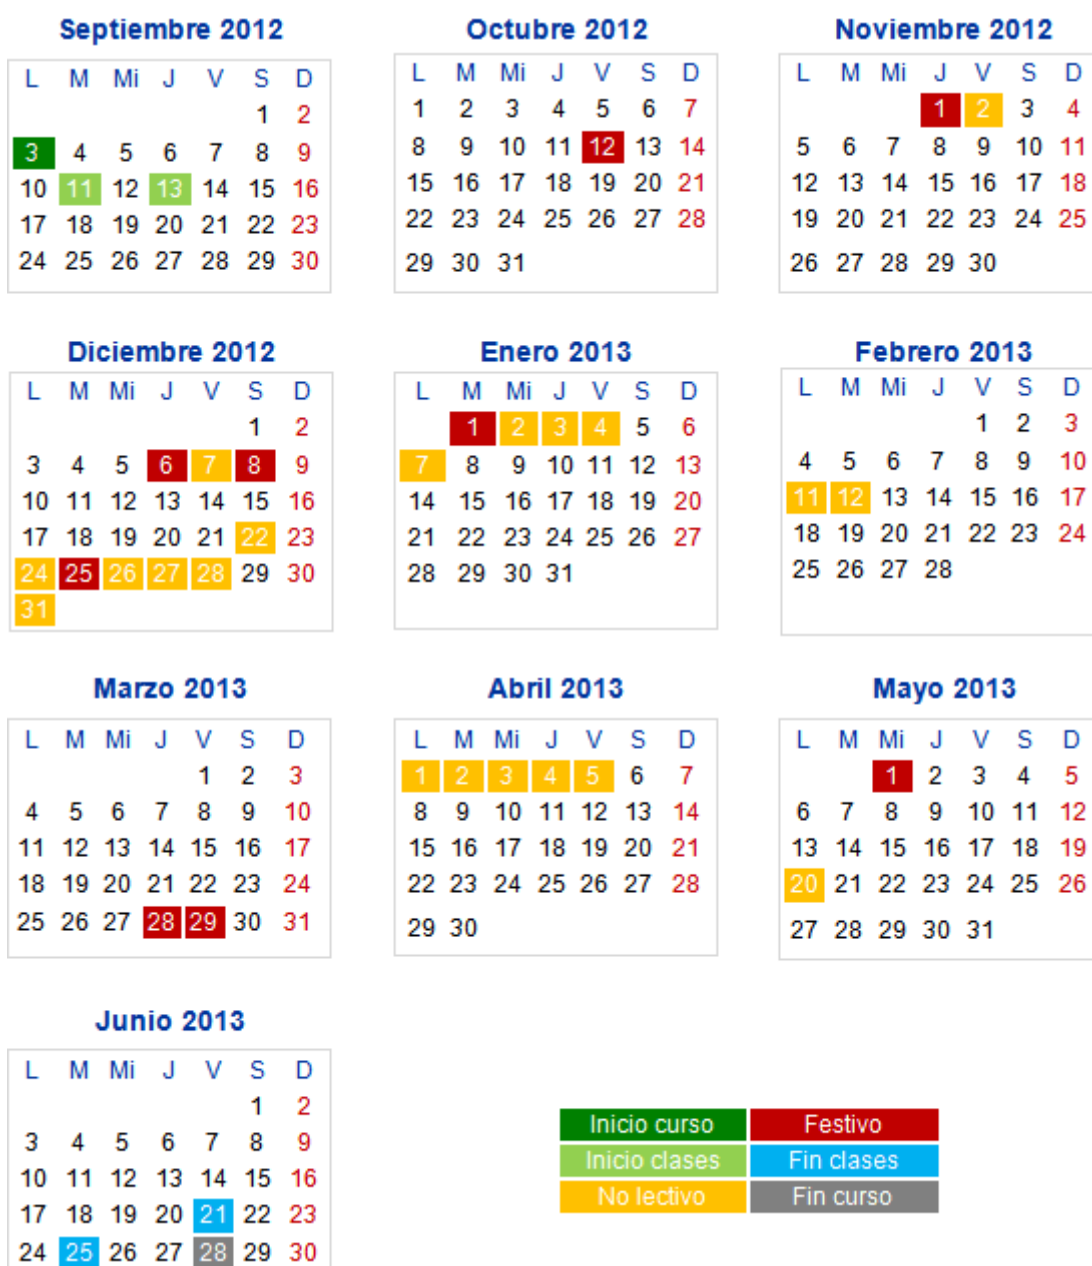 Septiembre 2012
L M Mi J V S D
1 2
3 4 5 6 7 8 9
10 11 12 13 14 15 16
17 18 19 20 21 22 23
24 25 26 27 28 29 30
Octubre 2012
L M Mi J V S D
1 2 3 4 5 6 7
8 9 10 11 12 13 14
15 16 17 18 19 20 21
22 23 24 25 26 27 28
29 30 31
Noviembre 2012
L M Mi J V S D
1 2 3 4
5 6 7 8 9 10 11
12 13 14 15 16 17 18
19 20 21 22 23 24 25
26 27 28 29 30
Diciembre 2012
L M Mi J V S D
1 2
3 4 5 6 7 8 9
10 11 12 13 14 15 16
17 18 19 20 21 22 23
24 25 26 27 28 29 30
31
Enero 2013
L M Mi J V S D
1 2 3 4 5 6
7 8 9 10 11 12 13
14 15 16 17 18 19 20
21 22 23 24 25 26 27
28 29 30 31
Febrero 2013
L M Mi J V S D
1 2 3
4 5 6 7 8 9 10
11 12 13 14 15 16 17
18 19 20 21 22 23 24
25 26 27 28
Marzo 2013
L M Mi J V S D
1 2 3
4 5 6 7 8 9 10
11 12 13 14 15 16 17
18 19 20 21 22 23 24
25 26 27 28 29 30 31
Abril 2013
L M Mi J V S D
1 2 3 4 5 6 7
8 9 10 11 12 13 14
15 16 17 18 19 20 21
22 23 24 25 26 27 28
29 30
Mayo 2013
L M Mi J V S D
1 2 3 4 5
6 7 8 9 10 11 12
13 14 15 16 17 18 19
20 21 22 23 24 25 26
27 28 29 30 31
Junio 2013
L M Mi J V S D
1 2
3 4 5 6 7 8 9
10 11 12 13 14 15 16
17 18 19 20 21 22 23
24 25 26 27 28 29 30
Inicio curso Festivo
Inicio clases Fin clases
No lectivo Fin curso